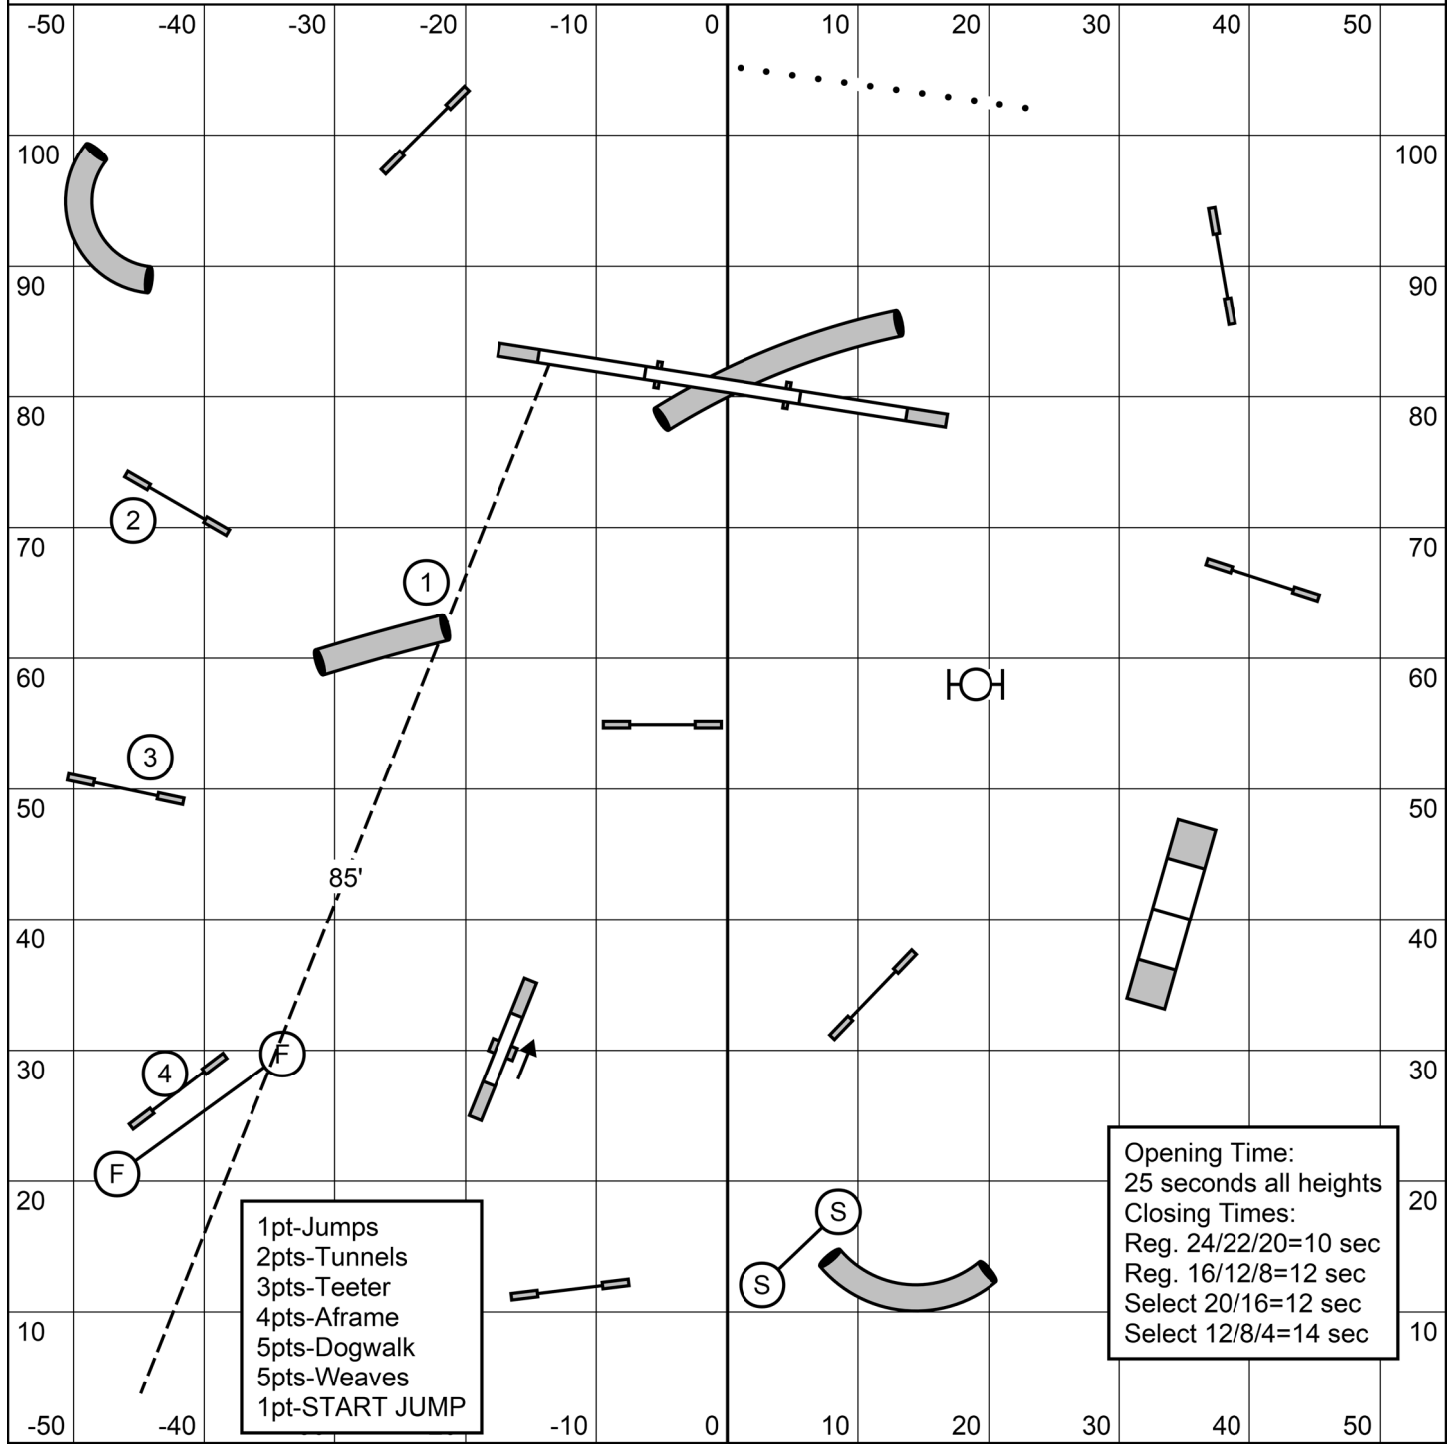 -50 -40 -30 -20 -10 0 10 20 30 40 50
100 100
90 90
80 80
2
70 70
1
60 60
3
50 50
85'
40 40
F
4
30 30
F
Opening Time:
25 seconds all heights
Closing Times:
Reg. 24/22/20=10 sec
Reg. 16/12/8=12 sec
Select 20/16=12 sec
Select 12/8/4=14 sec
20 20
S
S
1pt-Jumps
2pts-Tunnels
3pts-Teeter
4pts-Aframe
5pts-Dogwalk
5pts-Weaves
1pt-START JUMP
10 10
-50 -40 -10 0 10 20 30 40 50